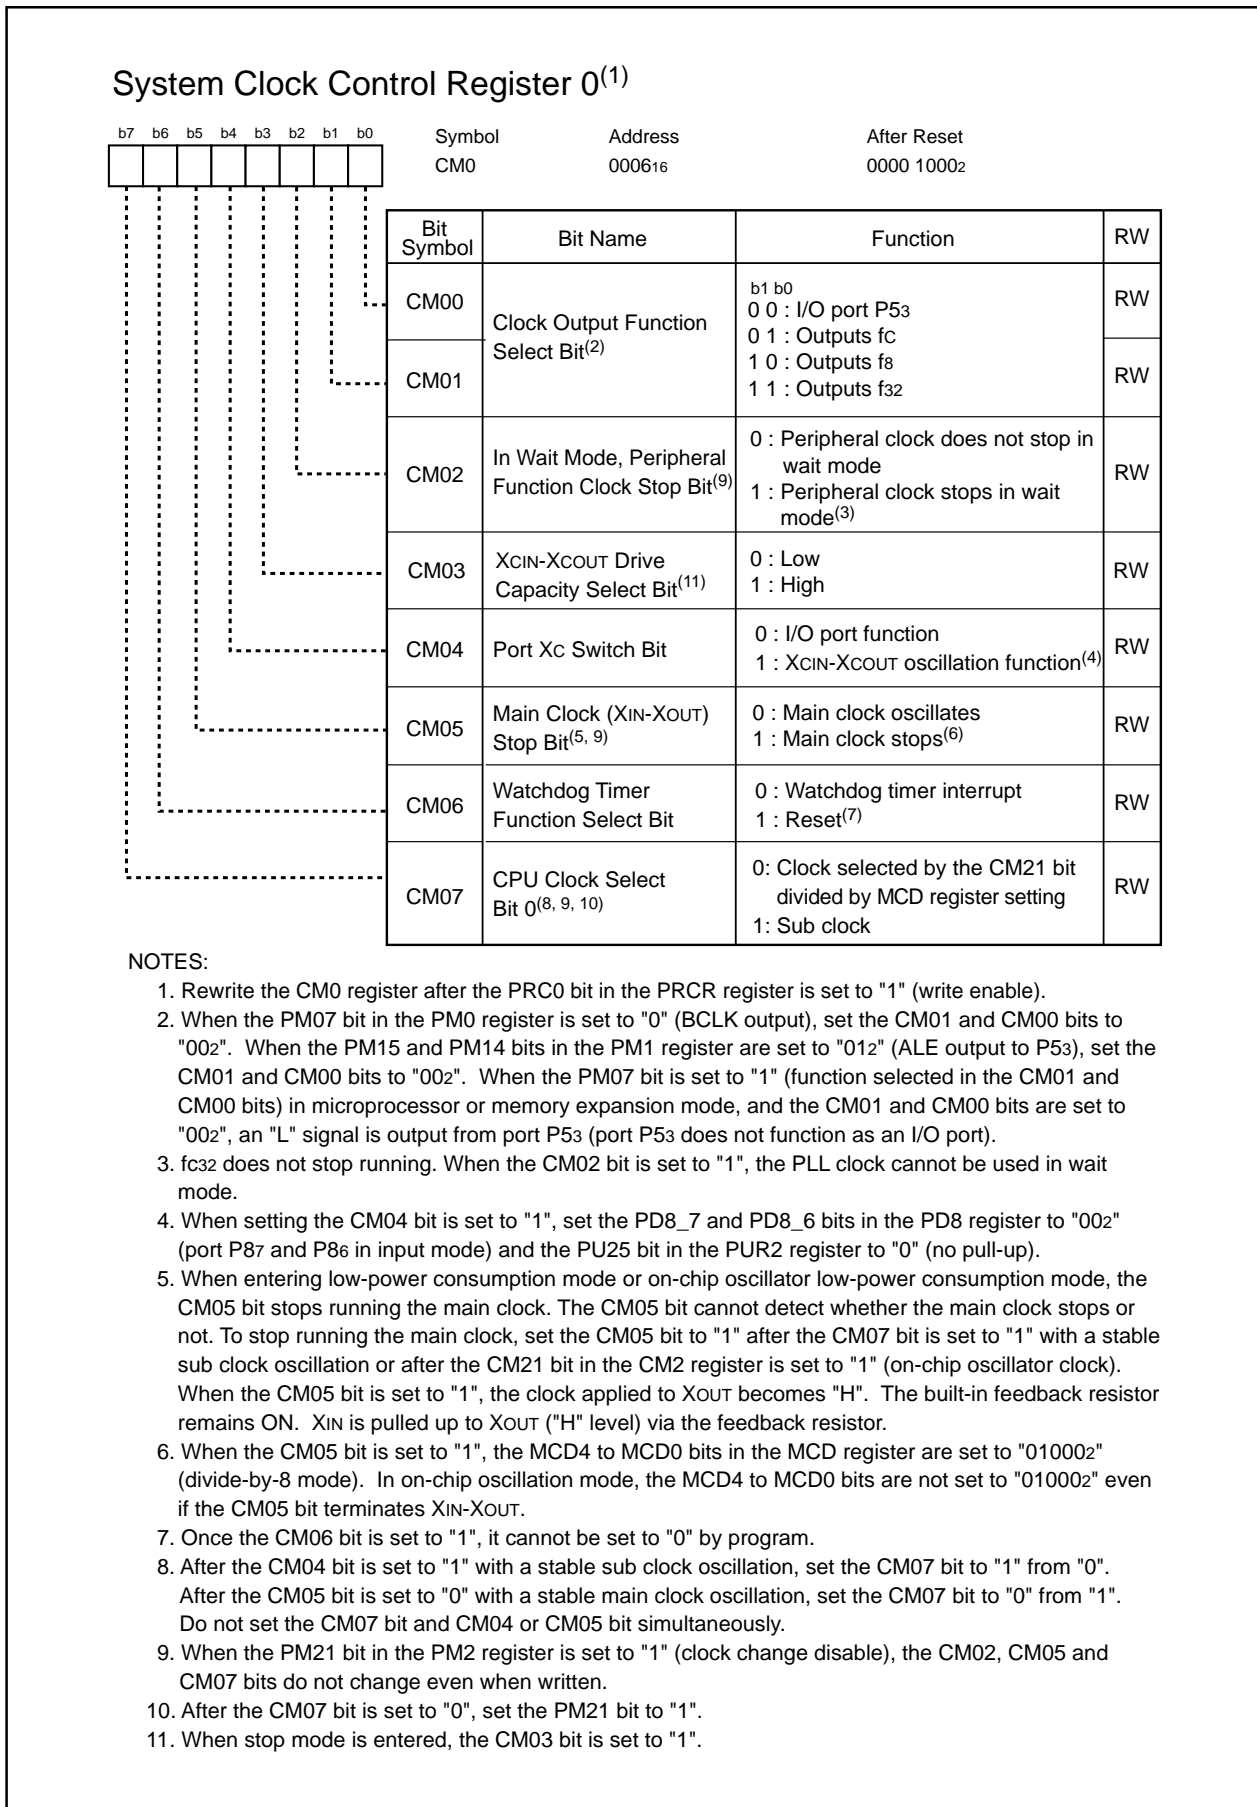 System Clock Control Register 0(1)
b7 b6 b5 b4 b3 b2 b1 b0
Symbol Address After Reset
CM0 000616 0000 10002
Bit Symbol Bit Name Function RW
CM00 RW
Clock Output Function
Select Bit(2)
b1 b0
0 0 : I/O port P53
0 1 : Outputs fC
1 0 : Outputs f8
1 1 : Outputs f32
CM01 RW
CM02
In Wait Mode, Peripheral
Function Clock Stop Bit(9)
0 : Peripheral clock does not stop in
wait mode
1 : Peripheral clock stops in wait
mode(3)
RW
CM03
XCIN-XCOUT Drive
Capacity Select Bit(11)
0 : Low
1 : High
RW
CM04
Port XC Switch Bit
0 : I/O port function
1 : XCIN-XCOUT oscillation function(4)
RW
CM05
Main Clock (XIN-XOUT)
Stop Bit(5, 9)
0 : Main clock oscillates
1 : Main clock stops(6)
RW
CM06
Watchdog Timer
Function Select Bit
0 : Watchdog timer interrupt
1 : Reset(7)
RW
CM07
CPU Clock Select
Bit 0(8, 9, 10)
0: Clock selected by the CM21 bit
divided by MCD register setting
1: Sub clock
RW
NOTES:
1. Rewrite the CM0 register after the PRC0 bit in the PRCR register is set to "1" (write enable).
2. When the PM07 bit in the PM0 register is set to "0" (BCLK output), set the CM01 and CM00 bits to
"002". When the PM15 and PM14 bits in the PM1 register are set to "012" (ALE output to P53), set the
CM01 and CM00 bits to "002". When the PM07 bit is set to "1" (function selected in the CM01 and
CM00 bits) in microprocessor or memory expansion mode, and the CM01 and CM00 bits are set to
"002", an "L" signal is output from port P53 (port P53 does not function as an I/O port).
3. fc32 does not stop running. When the CM02 bit is set to "1", the PLL clock cannot be used in wait
mode.
4. When setting the CM04 bit is set to "1", set the PD8_7 and PD8_6 bits in the PD8 register to "002"
(port P87 and P86 in input mode) and the PU25 bit in the PUR2 register to "0" (no pull-up).
5. When entering low-power consumption mode or on-chip oscillator low-power consumption mode, the
CM05 bit stops running the main clock. The CM05 bit cannot detect whether the main clock stops or
not. To stop running the main clock, set the CM05 bit to "1" after the CM07 bit is set to "1" with a stable
sub clock oscillation or after the CM21 bit in the CM2 register is set to "1" (on-chip oscillator clock).
When the CM05 bit is set to "1", the clock applied to XOUT becomes "H". The built-in feedback resistor
remains ON. XIN is pulled up to XOUT ("H" level) via the feedback resistor.
6. When the CM05 bit is set to "1", the MCD4 to MCD0 bits in the MCD register are set to "010002"
(divide-by-8 mode). In on-chip oscillation mode, the MCD4 to MCD0 bits are not set to "010002" even
if the CM05 bit terminates XIN-XOUT.
7. Once the CM06 bit is set to "1", it cannot be set to "0" by program.
8. After the CM04 bit is set to "1" with a stable sub clock oscillation, set the CM07 bit to "1" from "0".
After the CM05 bit is set to "0" with a stable main clock oscillation, set the CM07 bit to "0" from "1".
Do not set the CM07 bit and CM04 or CM05 bit simultaneously.
9. When the PM21 bit in the PM2 register is set to "1" (clock change disable), the CM02, CM05 and
CM07 bits do not change even when written.
10. After the CM07 bit is set to "0", set the PM21 bit to "1".
11. When stop mode is entered, the CM03 bit is set to "1".